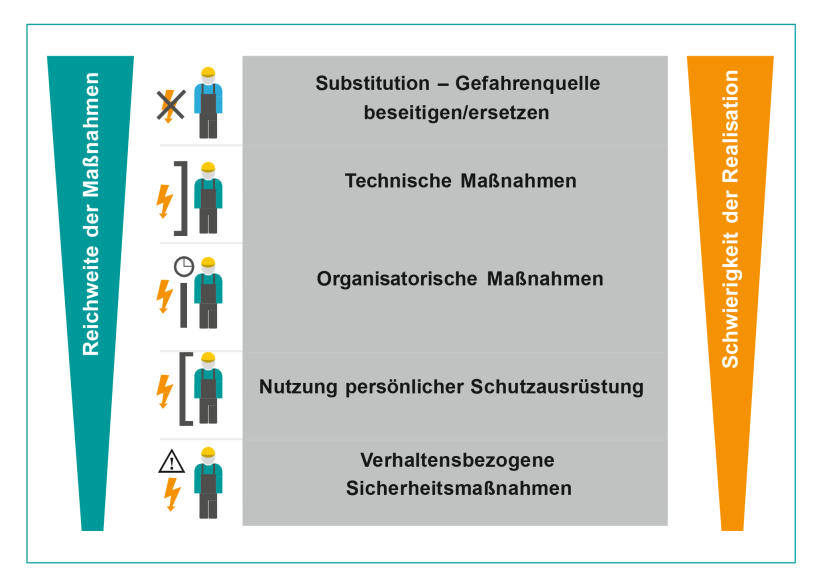 Reichweite der Maßnahmen
Substitution – Gefahrenquelle
beseitigen/ersetzen
Technische Maßnahmen
Organisatorische Maßnahmen
Nutzung persönlicher Schutzausrüstung
Verhaltensbezogene
Sicherheitsmaßnahmen
Schwierigkeit der Realisation